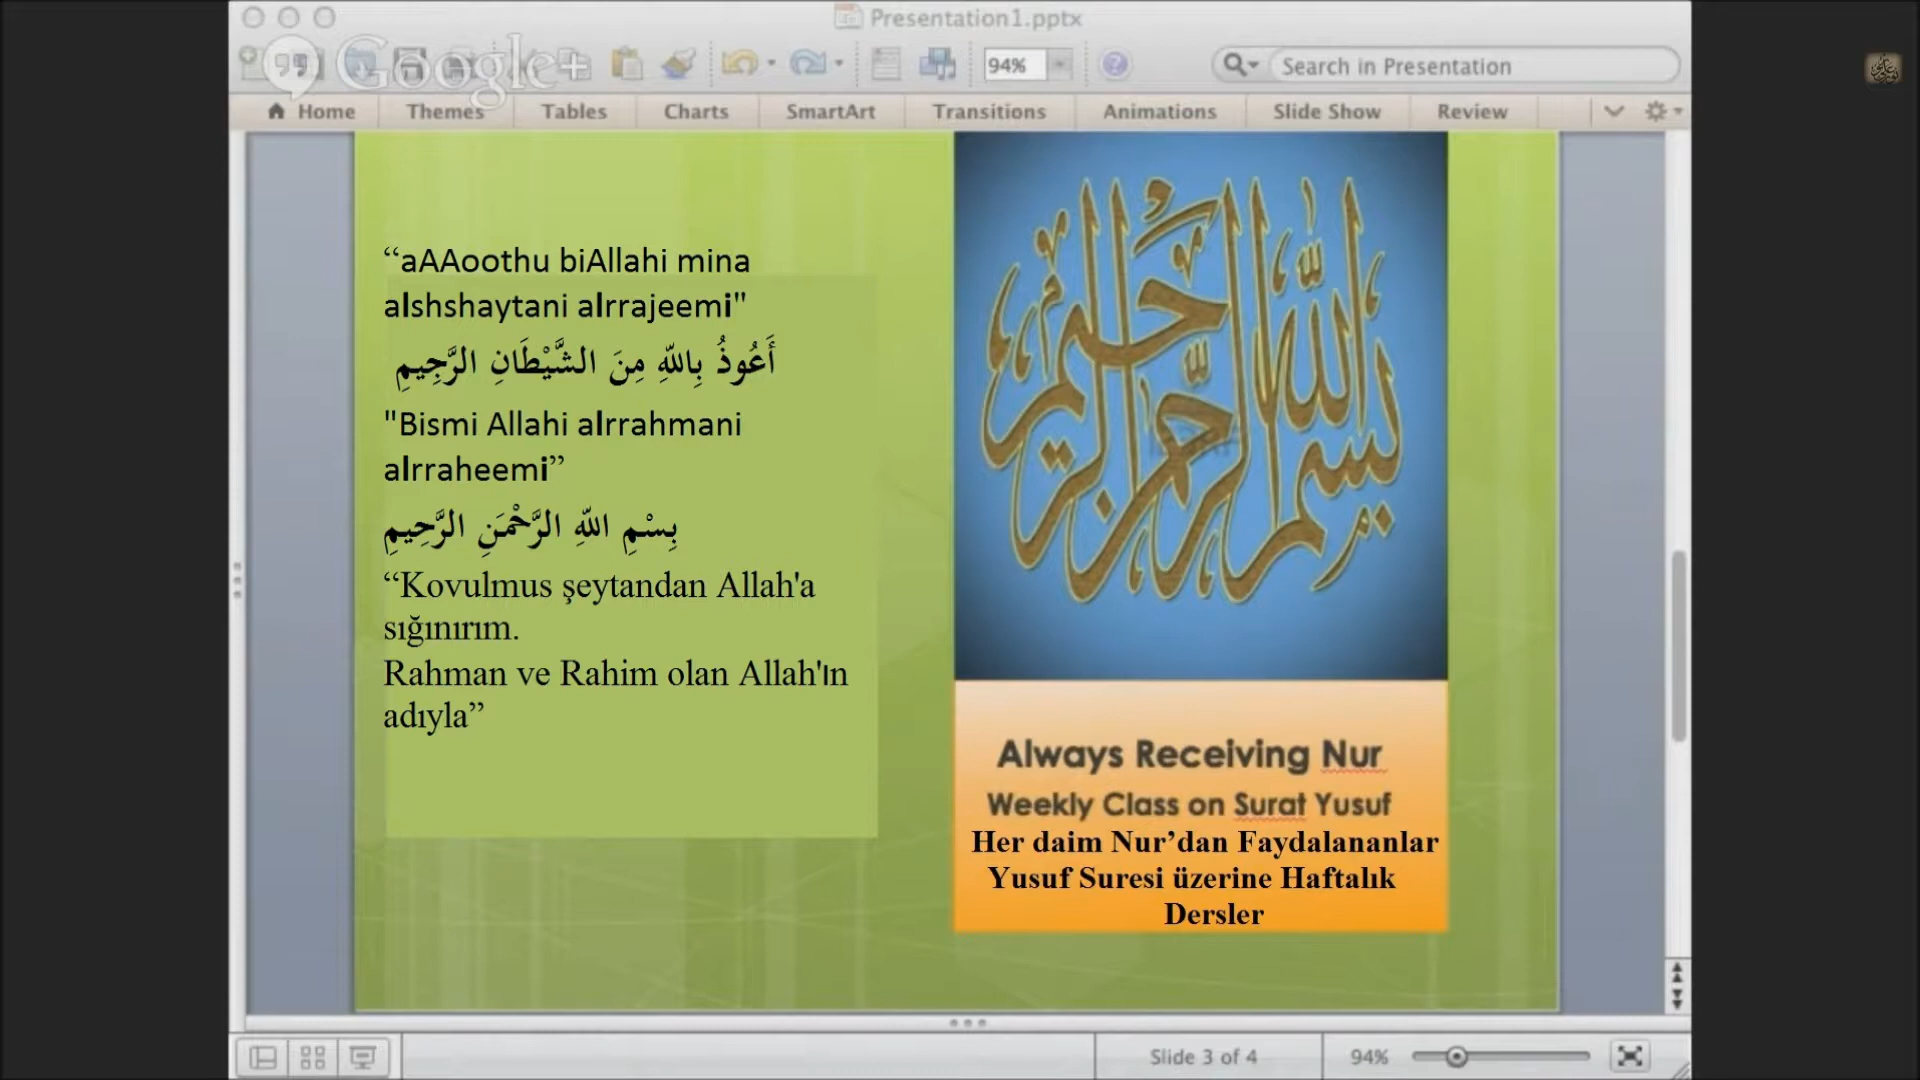 Presentation1.pptx
Google+
94%
Search in Presentation
Home Themes Tables Charts SmartArt Transitions Animations Slide Show Review
“aAAoothu biAllahi mina
alshshaytani alrrajeemi"
أَعُوذُ بِاللّهِ مِنَ الشَّيْطَانِ الرَّجِيمِ
"Bismi Allahi alrrahmani
alrraheemi”
بِسْمِ اللّهِ الرَّحْمَنِ الرَّحِيمِ
“Kovulmus şeytandan Allah'a
sığınırım.
Rahman ve Rahim olan Allah'ın
adıyla”
بسم الله الرحمن الرحيم
Always Receiving Nur
Weekly Class on Surat Yusuf
Her daim Nur’dan Faydalananlar
Yusuf Suresi üzerine Haftalık
Dersler
Slide 3 of 4
94%